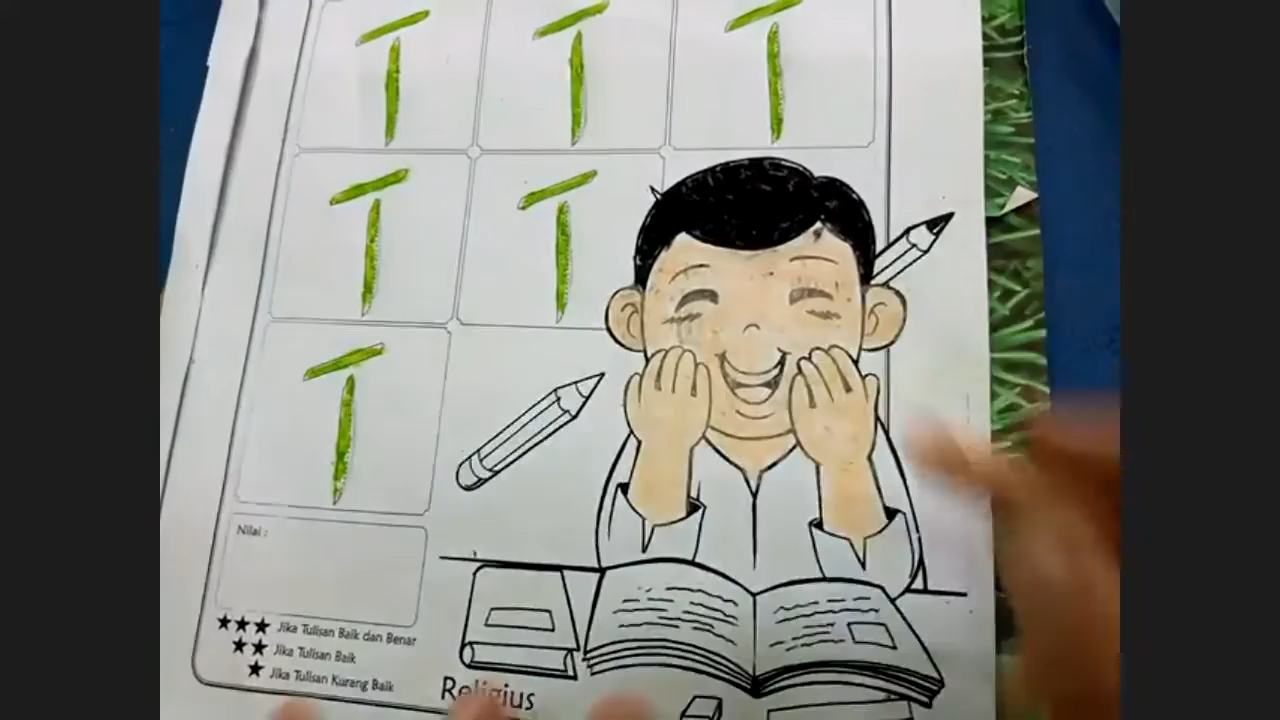 T T T
T T
T
Nilai :
★★★ Jika Tulisan Baik dan Benar
★★ Jika Tulisan Baik
★ Jika Tulisan Kurang Baik
Religius